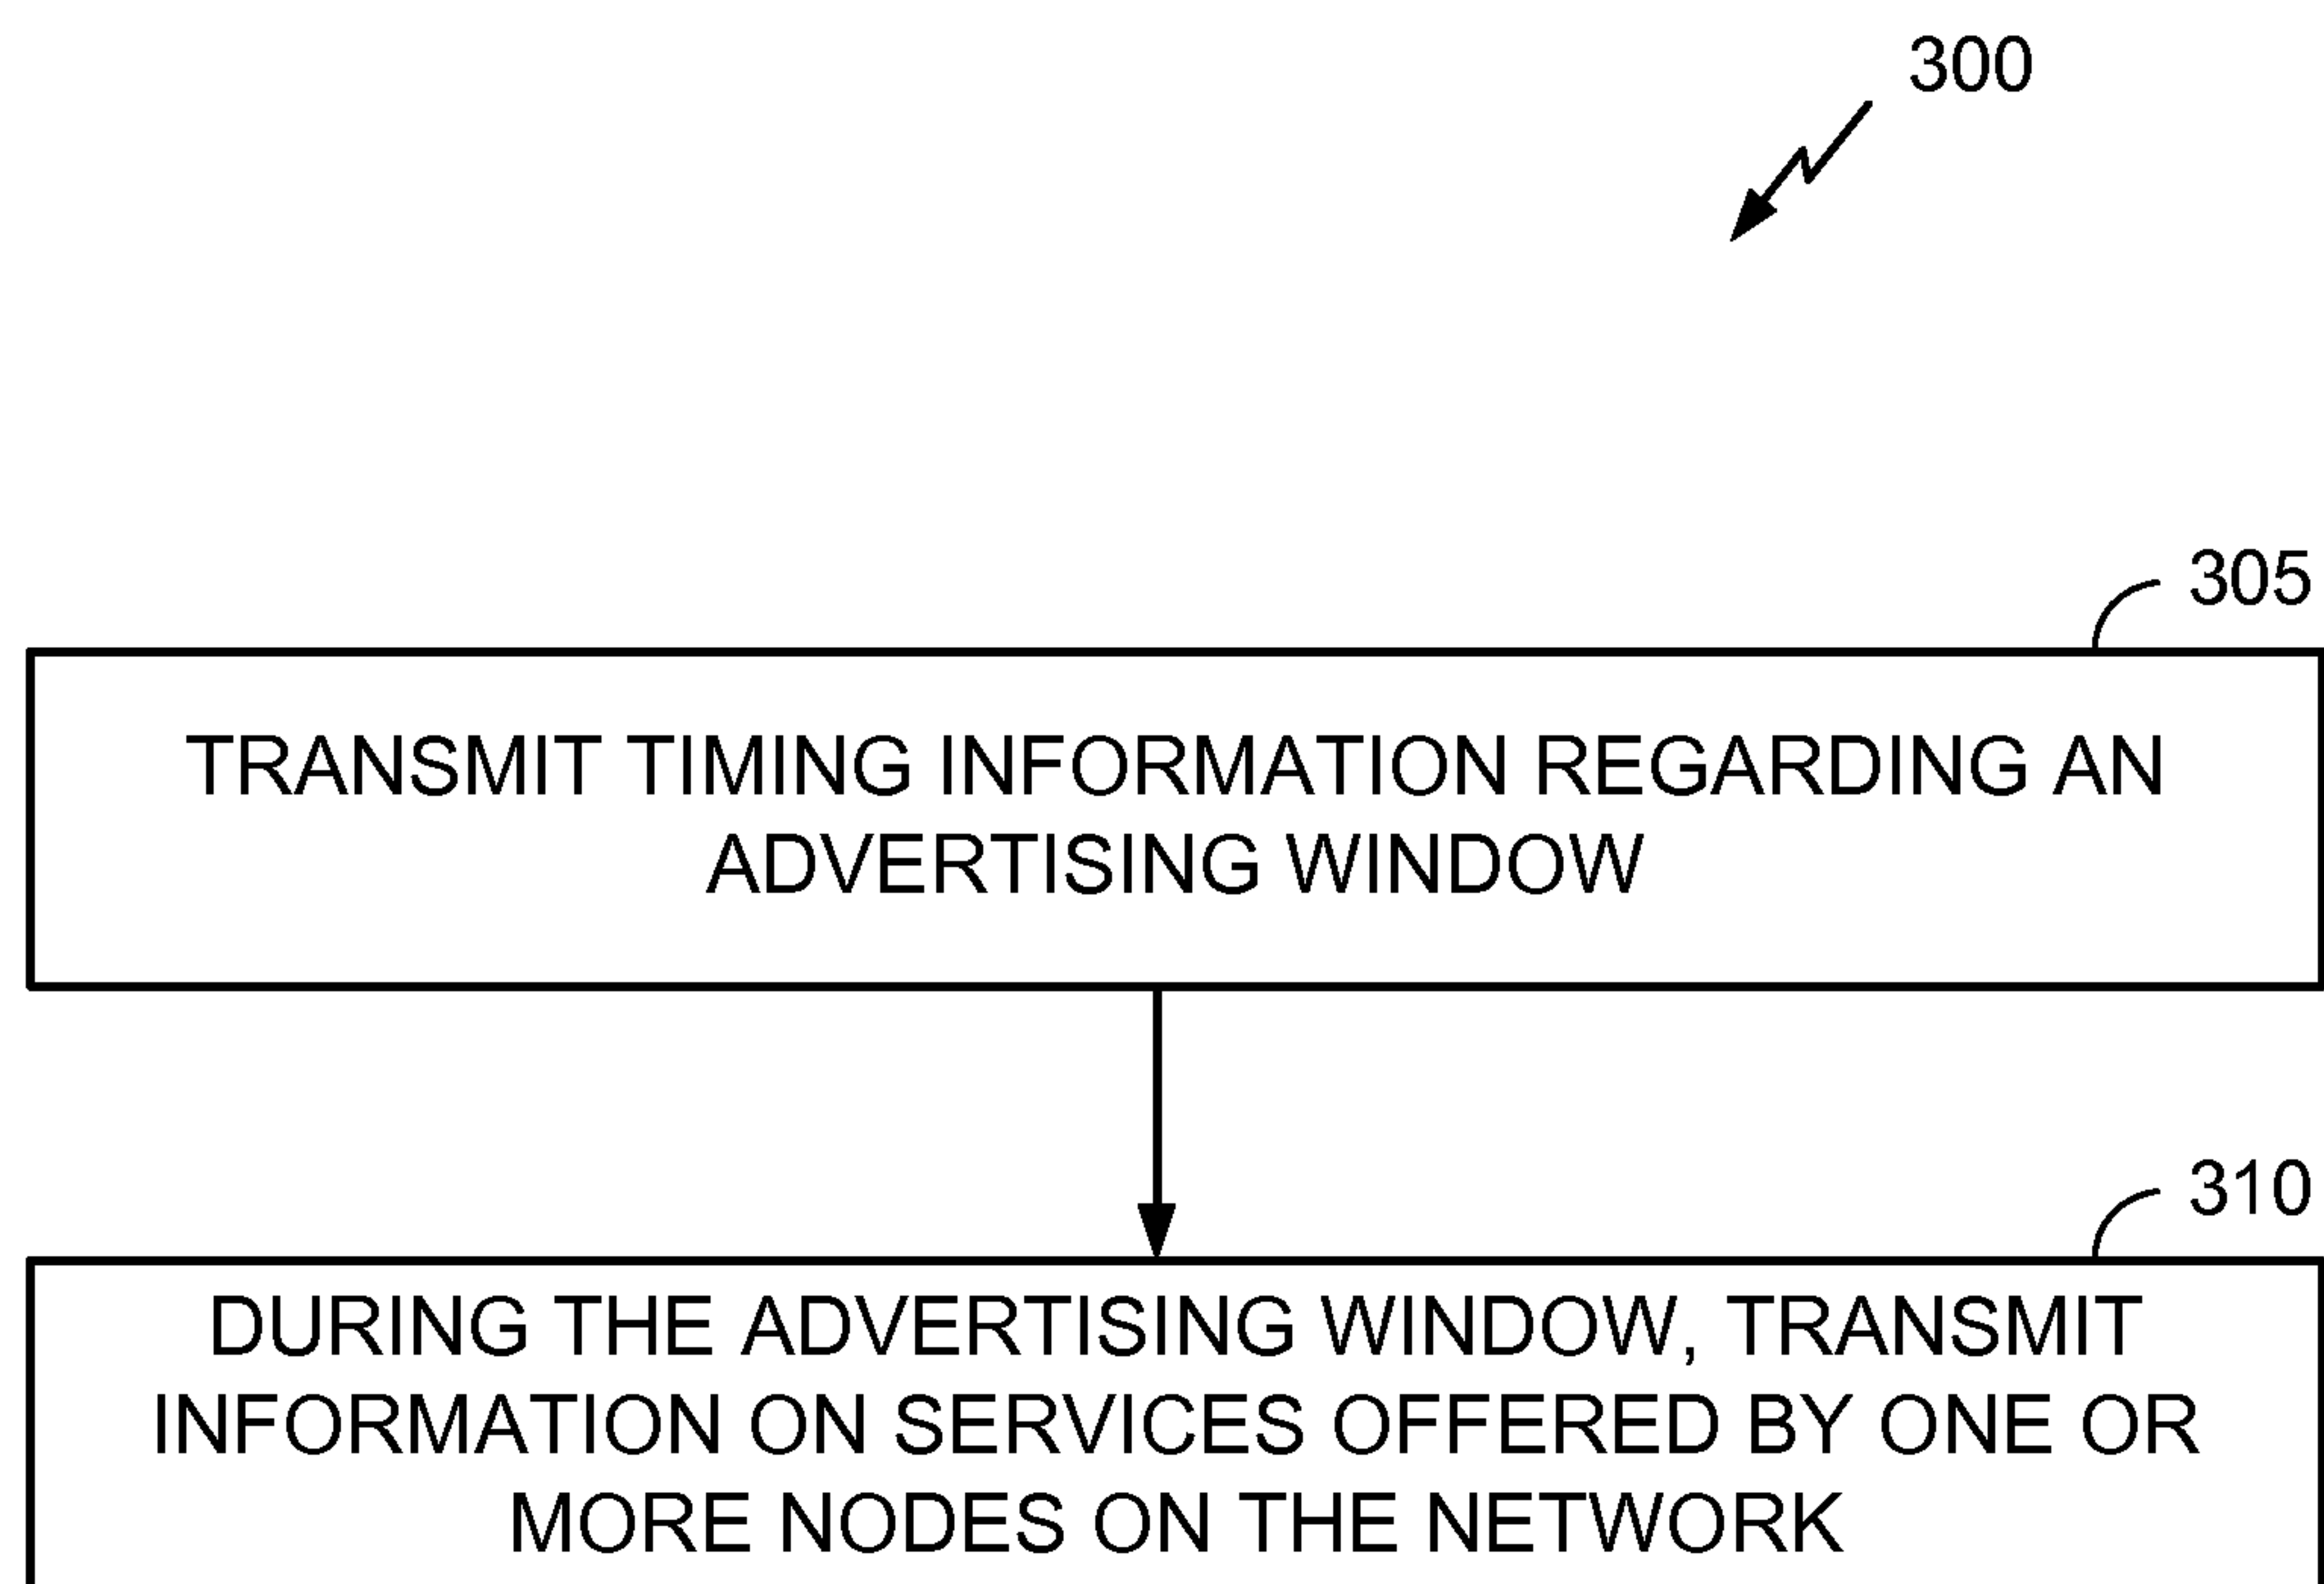 300
305
TRANSMIT TIMING INFORMATION REGARDING AN
ADVERTISING WINDOW
310
DURING THE ADVERTISING WINDOW, TRANSMIT
INFORMATION ON SERVICES OFFERED BY ONE OR
MORE NODES ON THE NETWORK